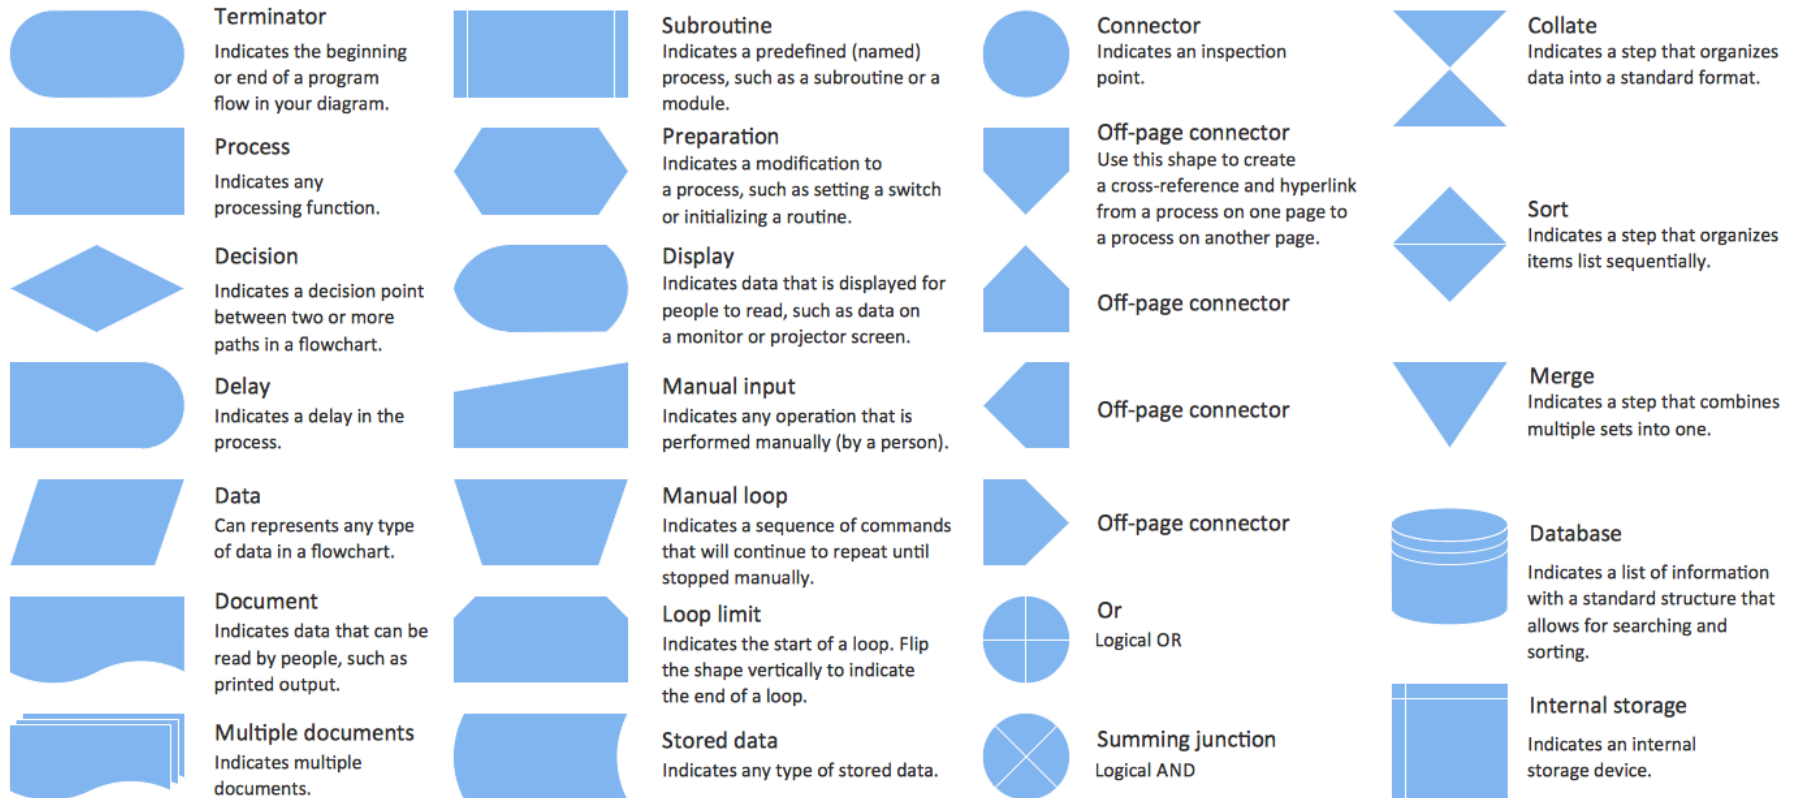 Terminator
Indicates the beginning
or end of a program
flow in your diagram.
Process
Indicates any
processing function.
Decision
Indicates a decision point
between two or more
paths in a flowchart.
Delay
Indicates a delay in the
process.
Data
Can represents any type
of data in a flowchart.
Document
Indicates data that can be
read by people, such as
printed output.
Multiple documents
Indicates multiple
documents.
Subroutine
Indicates a predefined (named)
process, such as a subroutine or a
module.
Preparation
Indicates a modification to
a process, such as setting a switch
or initializing a routine.
Display
Indicates data that is displayed for
people to read, such as data on
a monitor or projector screen.
Manual input
Indicates any operation that is
performed manually (by a person).
Manual loop
Indicates a sequence of commands
that will continue to repeat until
stopped manually.
Loop limit
Indicates the start of a loop. Flip
the shape vertically to indicate
the end of a loop.
Stored data
Indicates any type of stored data.
Connector
Indicates an inspection
point.
Off-page connector
Use this shape to create
a cross-reference and hyperlink
from a process on one page to
a process on another page.
Off-page connector
Off-page connector
Off-page connector
Or
Logical OR
Summing junction
Logical AND
Collate
Indicates a step that organizes
data into a standard format.
Sort
Indicates a step that organizes
items list sequentially.
Merge
Indicates a step that combines
multiple sets into one.
Database
Indicates a list of information
with a standard structure that
allows for searching and
sorting.
Internal storage
Indicates an internal
storage device.